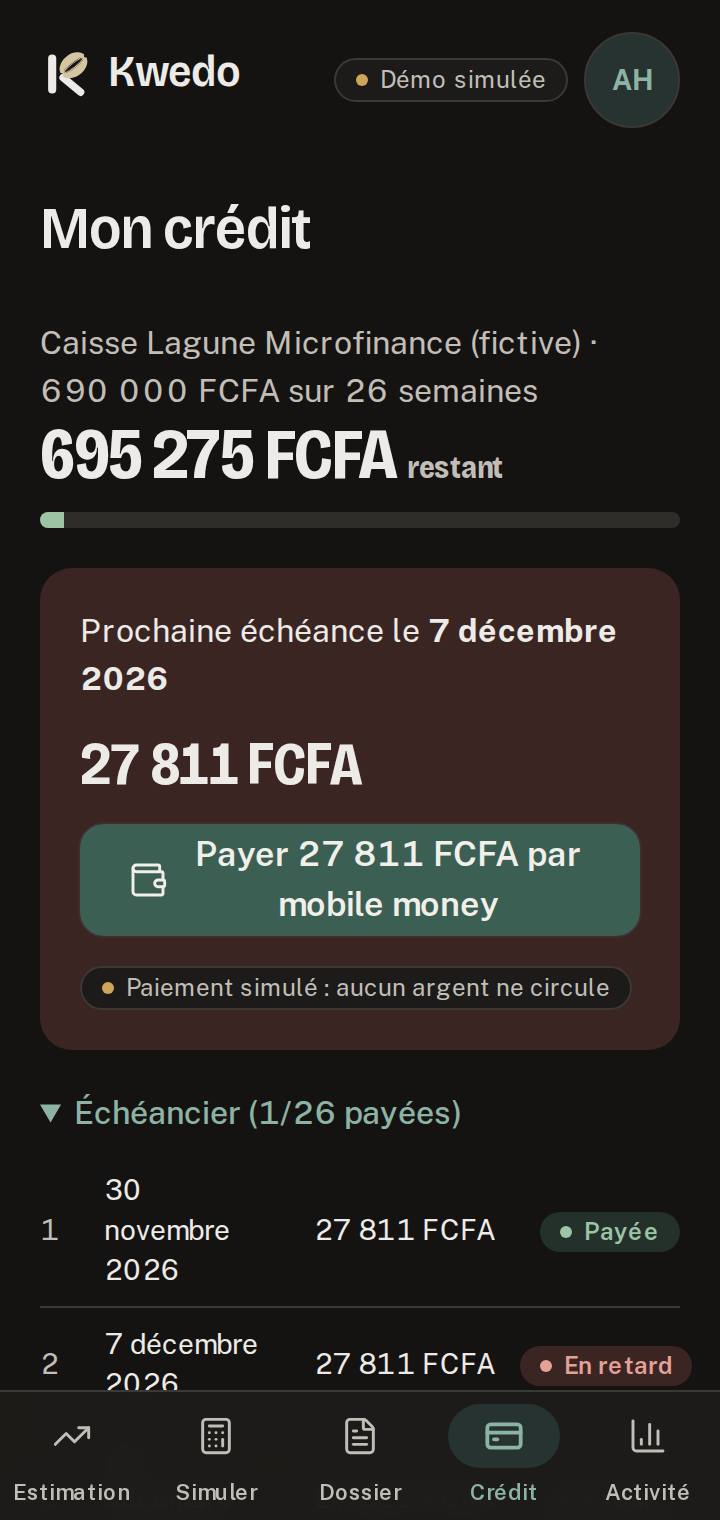 Kwedo
Démo simulée
AH
Mon crédit
Caisse Lagune Microfinance (fictive) ·
690 000 FCFA sur 26 semaines
695 275 FCFA restant
Prochaine échéance le 7 décembre
2026
27 811 FCFA
Payer 27 811 FCFA par
mobile money
Paiement simulé : aucun argent ne circule
▼ Échéancier (1/26 payées)
30
novembre
1 27 811 FCFA Payée
2026
7 décembre
2 27 811 FCFA En retard
2026
Estimation Simuler Dossier Crédit Activité